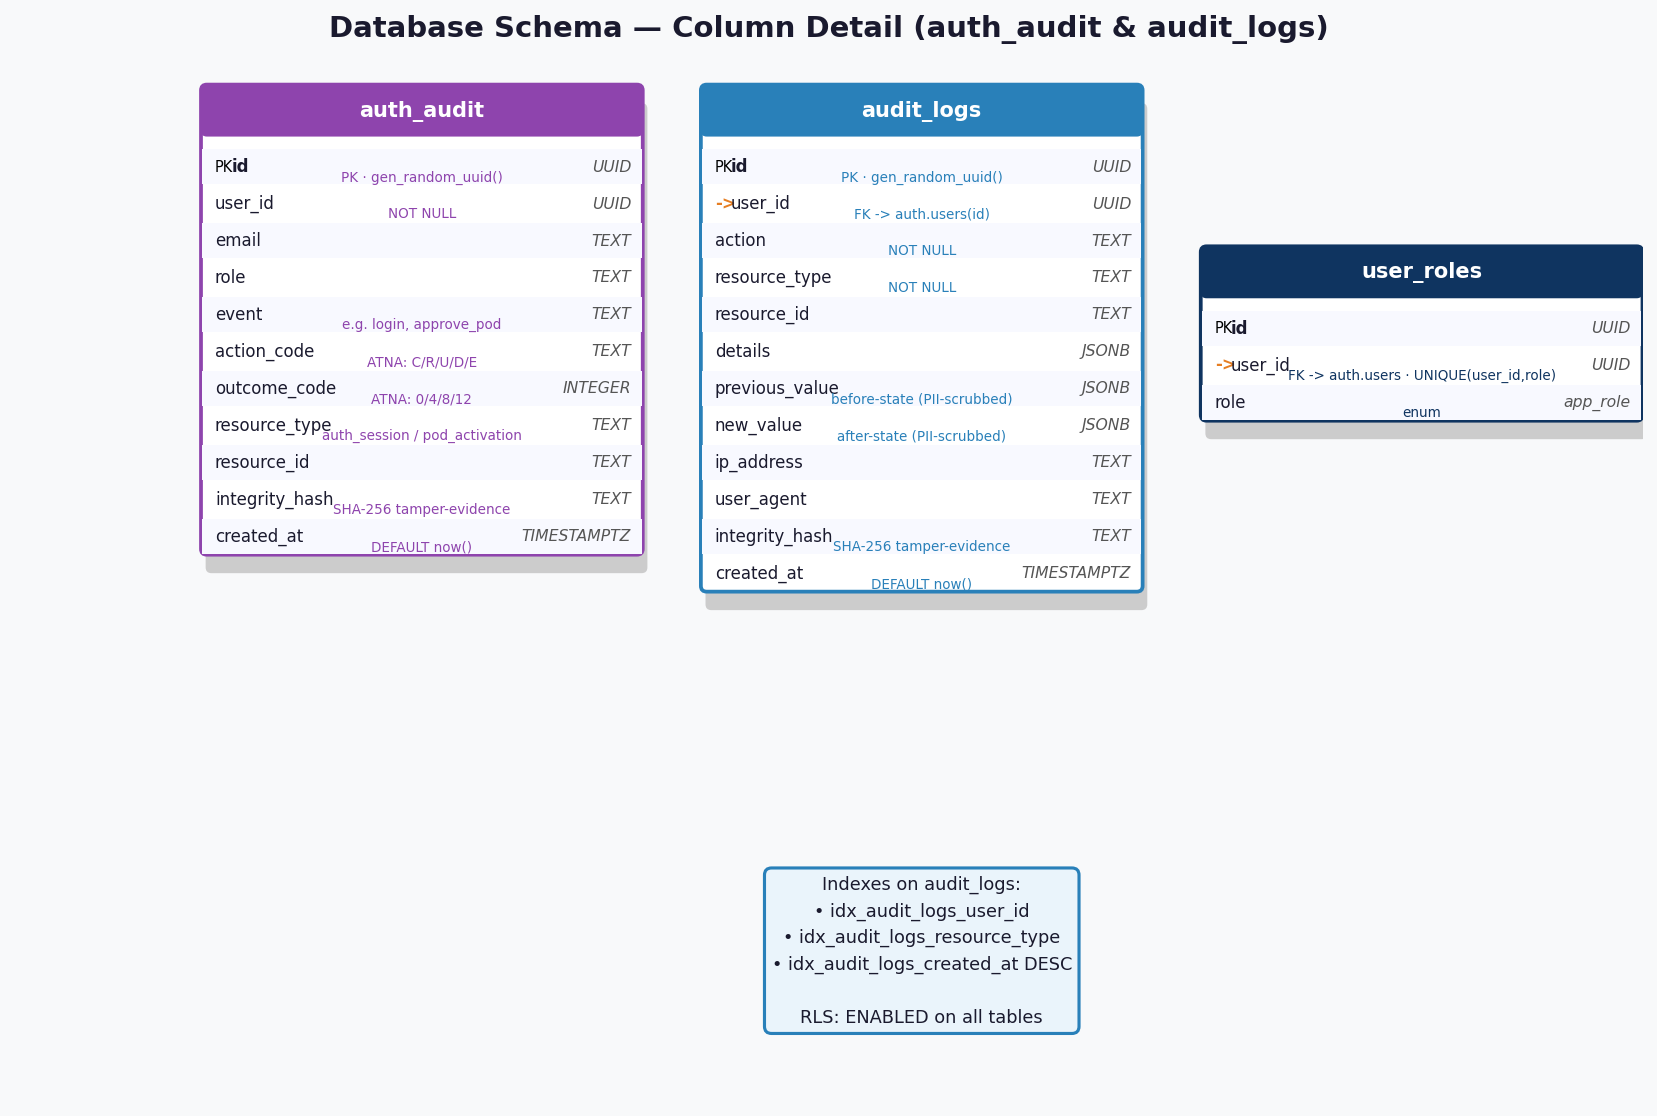 Database Schema — Column Detail (auth_audit & audit_logs)
auth_audit
PK id UUID
PK · gen_random_uuid()
user_id UUID
NOT NULL
email TEXT
role TEXT
event TEXT
e.g. login, approve_pod
action_code TEXT
ATNA: C/R/U/D/E
outcome_code INTEGER
ATNA: 0/4/8/12
resource_type TEXT
auth_session / pod_activation
resource_id TEXT
integrity_hash TEXT
SHA-256 tamper-evidence
created_at TIMESTAMPTZ
DEFAULT now()
audit_logs
PK id UUID
PK · gen_random_uuid()
-> user_id UUID
FK -> auth.users(id)
action TEXT
NOT NULL
resource_type TEXT
NOT NULL
resource_id TEXT
details JSONB
previous_value JSONB
before-state (PII-scrubbed)
new_value JSONB
after-state (PII-scrubbed)
ip_address TEXT
user_agent TEXT
integrity_hash TEXT
SHA-256 tamper-evidence
created_at TIMESTAMPTZ
DEFAULT now()
user_roles
PK id UUID
-> user_id UUID
FK -> auth.users · UNIQUE(user_id,role)
role app_role
enum
Indexes on audit_logs:
• idx_audit_logs_user_id
• idx_audit_logs_resource_type
• idx_audit_logs_created_at DESC
RLS: ENABLED on all tables